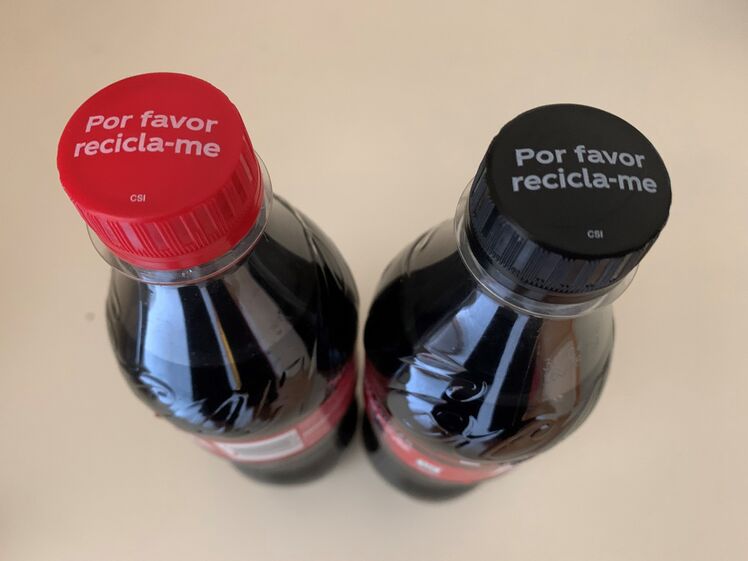 Por favor
recicla-me
CSI
Por favor
recicla-me
CSI